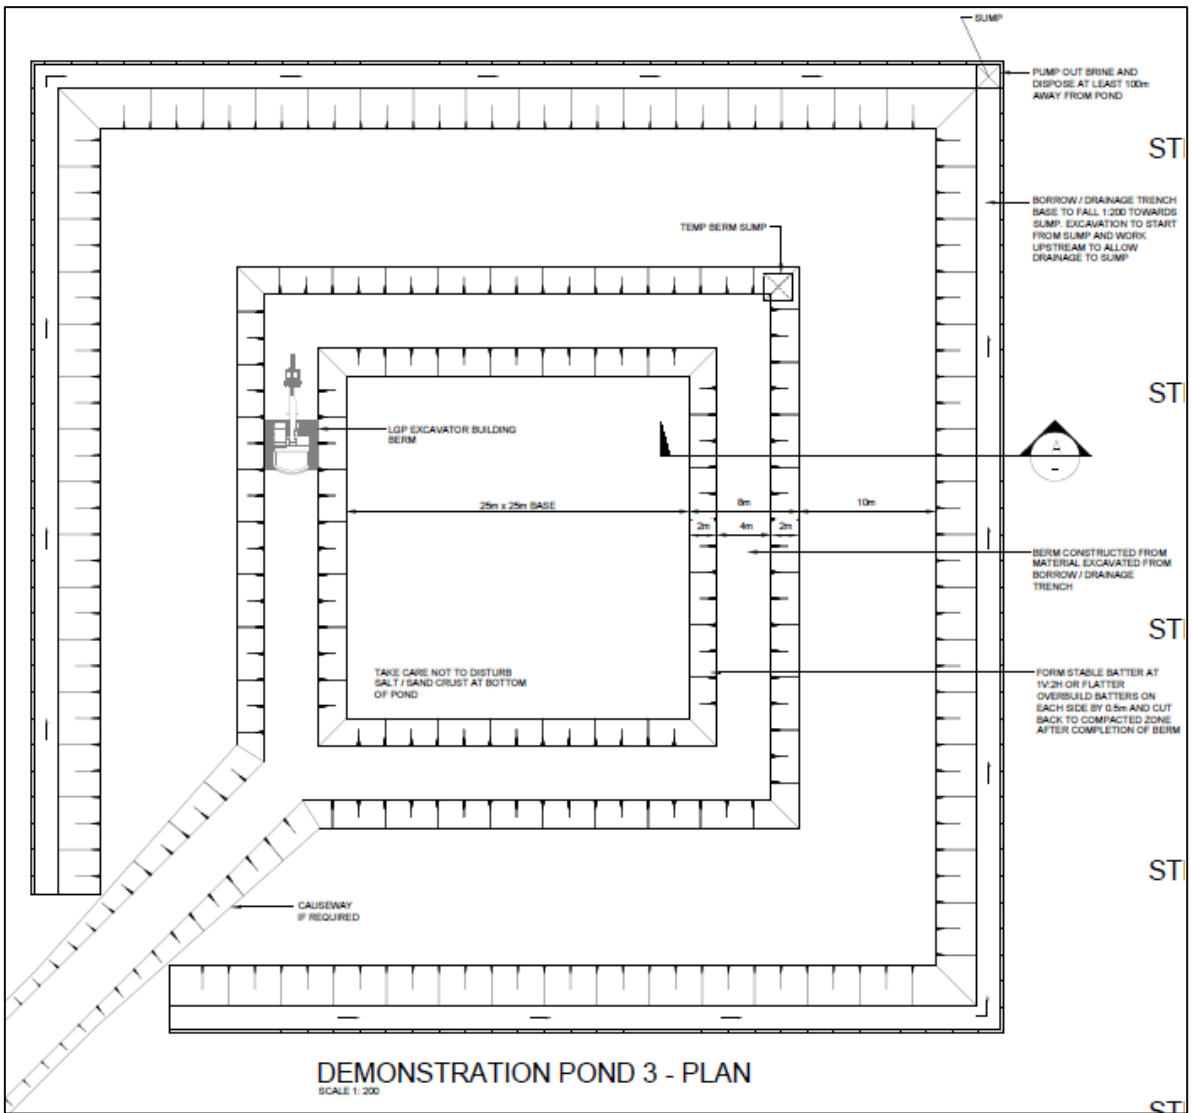 SUMP
PUMP OUT BRINE AND
DISPOSE AT LEAST 100m
AWAY FROM POND
STI
BORROW / DRAINAGE TRENCH
BASE TO FALL 1:200 TOWARDS
SUMP. EXCAVATION TO START
FROM SUMP AND WORK
UPSTREAM TO ALLOW
DRAINAGE TO SUMP
TEMP BERM SUMP
STI
LGP EXCAVATOR BUILDING
BERM
A
-
25m x 25m BASE
8m
10m
2m
4m
2m
BERM CONSTRUCTED FROM
MATERIAL EXCAVATED FROM
BORROW / DRAINAGE
TRENCH
STI
TAKE CARE NOT TO DISTURB
SALT / SAND CRUST AT BOTTOM
OF POND
FORM STABLE BATTER AT
1V:2H OR FLATTER
OVERBUILD BATTERS ON
EACH SIDE BY 0.5m AND CUT
BACK TO COMPACTED ZONE
AFTER COMPLETION OF BERM
STI
CAUSEWAY
IF REQUIRED
DEMONSTRATION POND 3 - PLAN
SCALE 1: 200
STI